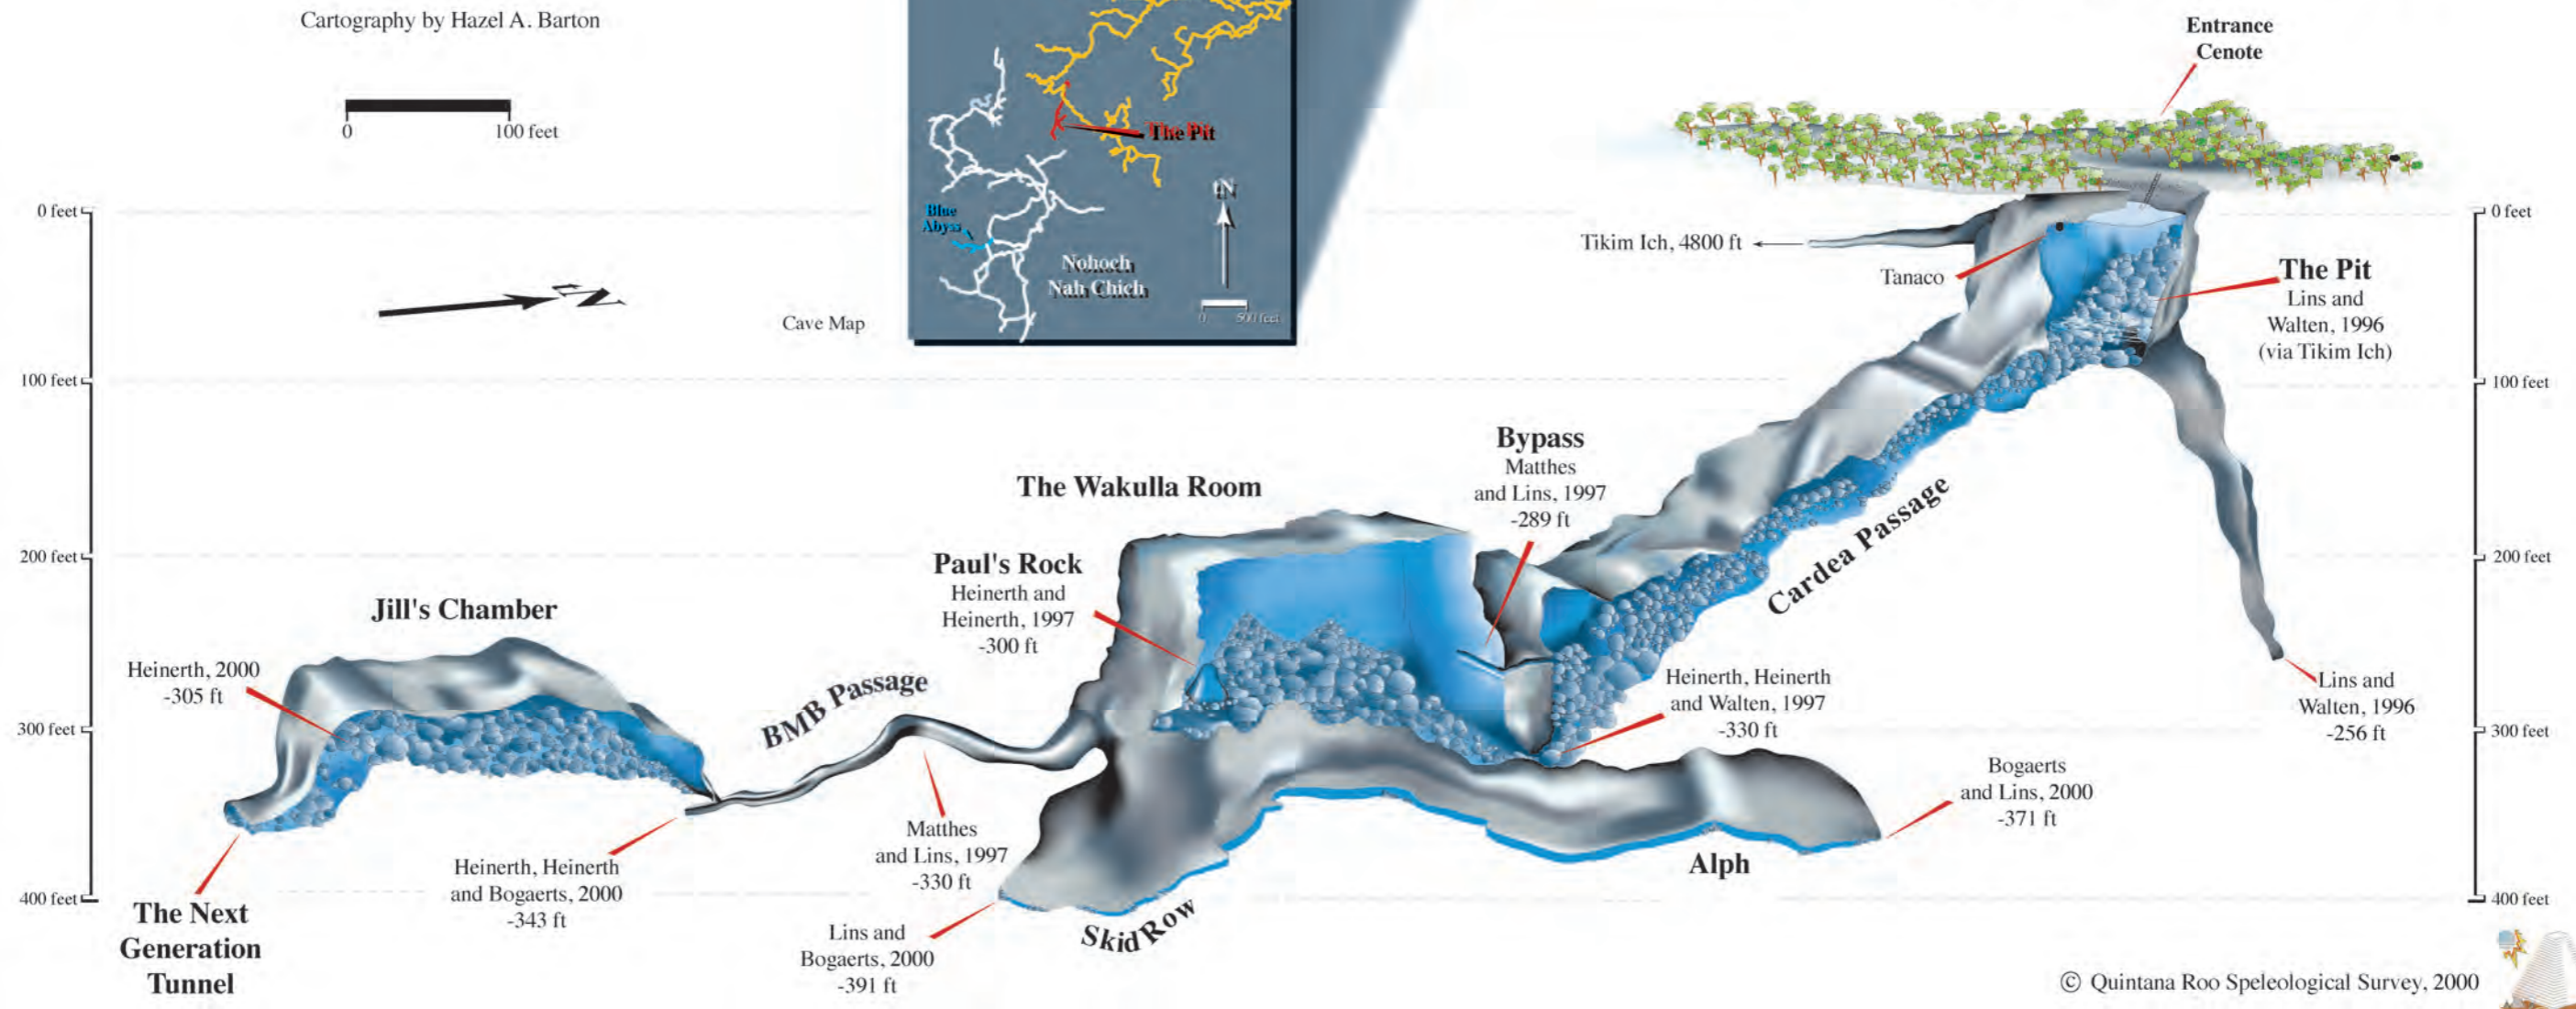 Cartography by Hazel A. Barton
0
100 feet
The Pit
Blue
Abyss
N
Nohoch
Nah Chich
0
500 feet
Cave Map
N
Entrance
Cenote
0 feet
100 feet
200 feet
300 feet
400 feet
0 feet
100 feet
200 feet
300 feet
400 feet
Tikim Ich, 4800 ft
Tanaco
The Pit
Lins and
Walten, 1996
(via Tikim Ich)
Bypass
Matthes
and Lins, 1997
-289 ft
Cardea Passage
The Wakulla Room
Paul's Rock
Heinerth and
Heinerth, 1997
-300 ft
Jill's Chamber
Heinerth, 2000
-305 ft
BMB Passage
Heinerth, Heinerth
and Walten, 1997
-330 ft
Lins and
Walten, 1996
-256 ft
Bogaerts
and Lins, 2000
-371 ft
Matthes
and Lins, 1997
-330 ft
Alph
Heinerth, Heinerth
and Bogaerts, 2000
-343 ft
The Next
Generation
Tunnel
Lins and
Bogaerts, 2000
-391 ft
Skid Row
© Quintana Roo Speleological Survey, 2000